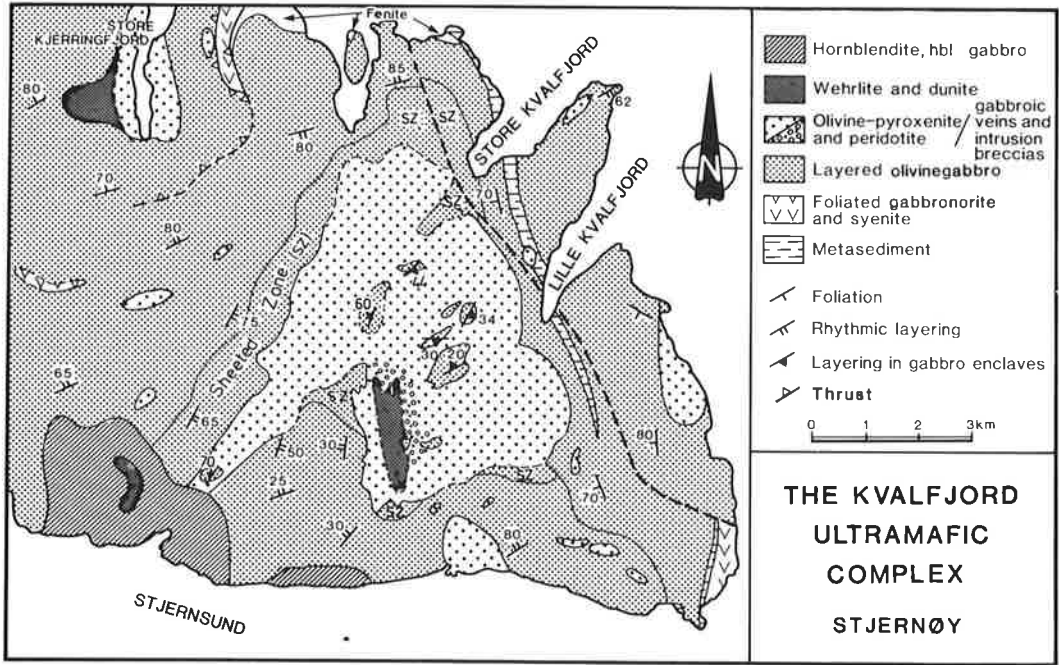 Fenite
STORE
KJERRINGFJORD
80
85
SZ
SZ
62
80
STORE KVALFJORD
70
70
SZ
LILLE KVALFJORD
80
Sheeted Zone (SZ)
75
60
34
30
20
65
65
SZ
70
50
30
80
25
SZ
SZ
70
30
80
STJERNSUND
N
Hornblendite, hbl gabbro
Wehrlite and dunite
Olivine-pyroxenite and peridotite / gabbroic veins and intrusion breccias
Layered olivinegabbro
Foliated gabbronorite
and syenite
Metasediment
Foliation
Rhythmic layering
Layering in gabbro enclaves
Thrust
0 1 2 3km
THE KVALFJORD
ULTRAMAFIC
COMPLEX
STJERNØY